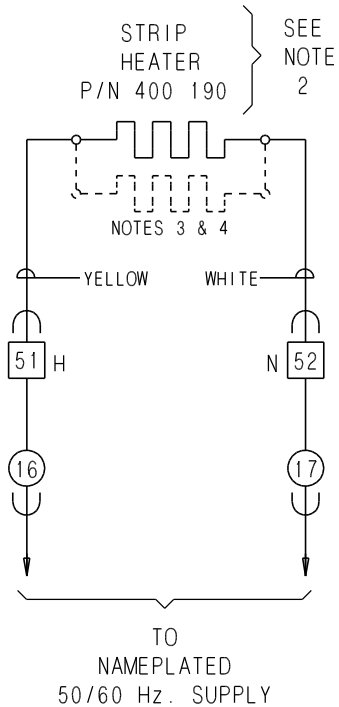 STRIP
HEATER
P/N 400 190
SEE
NOTE
2
NOTES 3 & 4
YELLOW
WHITE
51 H
N 52
16
17
TO
NAMEPLATED
50/60 Hz. SUPPLY